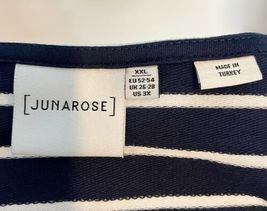 [JUNAROSE]
XXL
EU 52-54
UK 26-28
US 3X
MADE IN
TURKEY